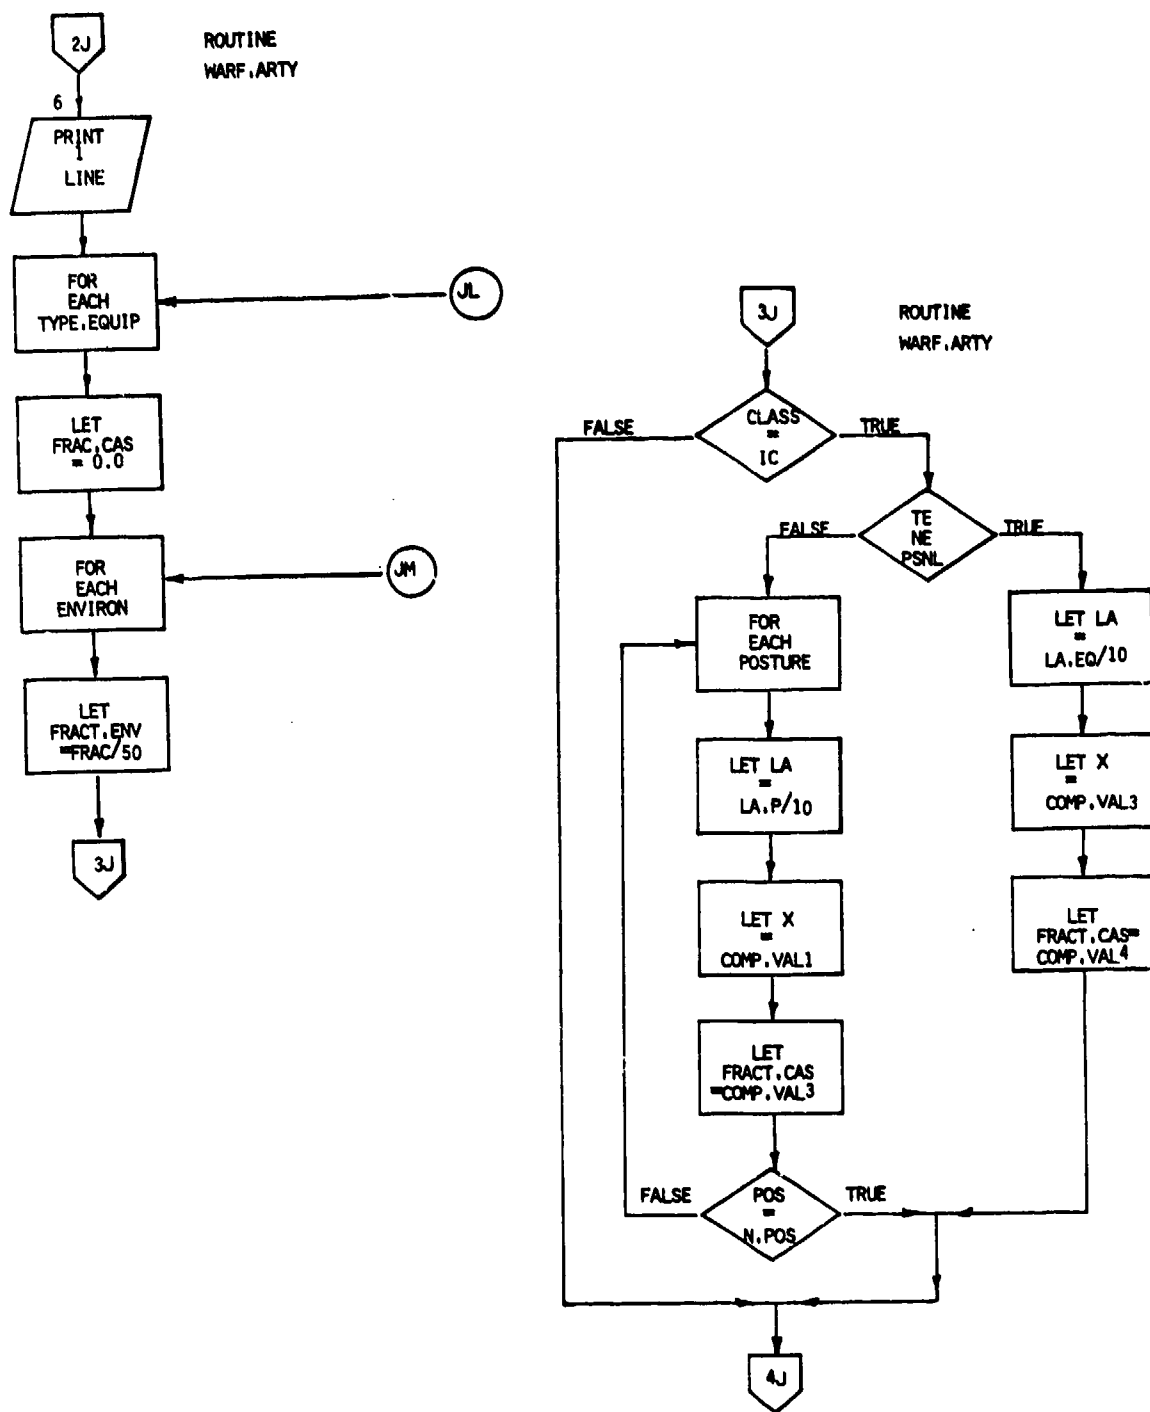 2J
ROUTINE
WARF.ARTY
6
PRINT
1
LINE
FOR
EACH
TYPE.EQUIP
JL
LET
FRAC.CAS
= 0.0
FOR
EACH
ENVIRON
JM
LET
FRACT.ENV
=FRAC/50
3J
3J
ROUTINE
WARF.ARTY
CLASS
=
IC
FALSE
TRUE
TE
NE
PSNL
FALSE
TRUE
FOR
EACH
POSTURE
LET LA
=
LA.EQ/10
LET LA
=
LA.P/10
LET X
=
COMP.VAL3
LET X
=
COMP.VAL1
LET
FRACT.CAS=
COMP.VAL4
LET
FRACT.CAS
=COMP.VAL3
POS
=
N.POS
FALSE
TRUE
4J